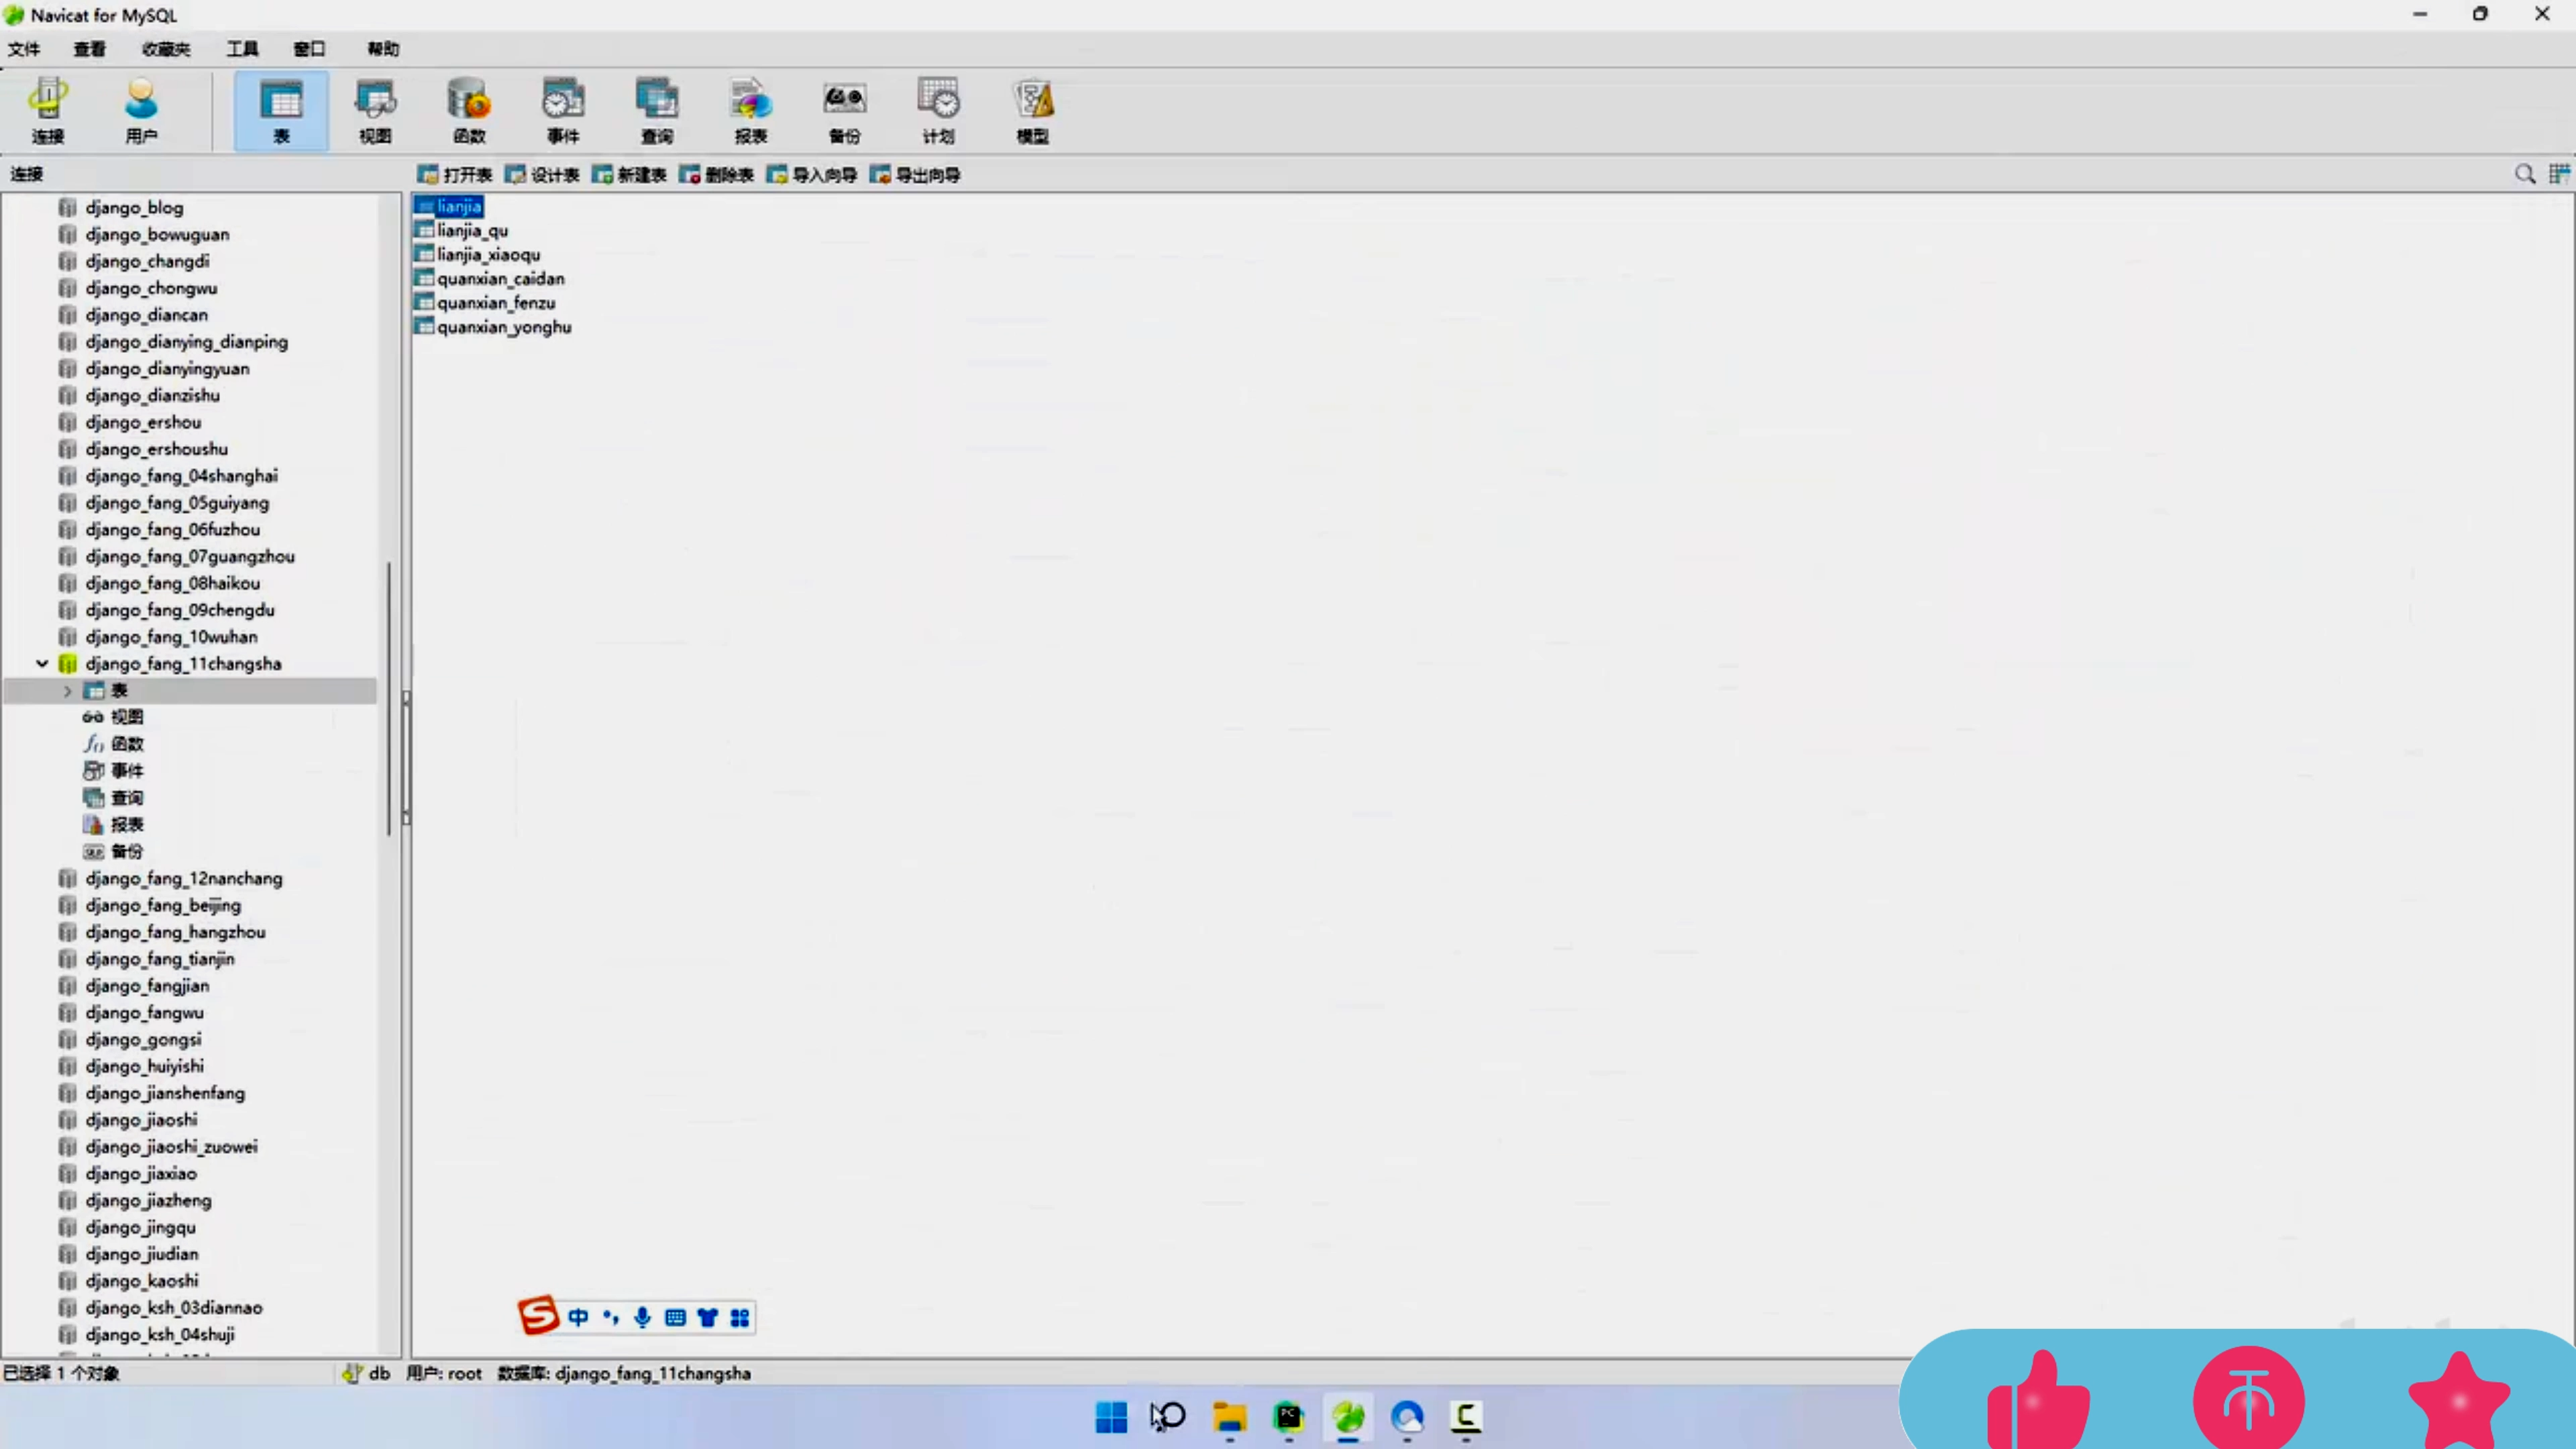 Navicat for MySQL
文件 查看 收藏夹 工具 窗口 帮助
连接 用户 表 视图 函数 事件 查询 报表 备份 计划 模型
连接
打开表 设计表 新建表 删除表 导入向导 导出向导
django_blog
django_bowuguan
django_changdi
django_chongwu
django_diancan
django_dianying_dianping
django_dianyingyuan
django_dianzishu
django_ershou
django_ershoushu
django_fang_04shanghai
django_fang_05guiyang
django_fang_06fuzhou
django_fang_07guangzhou
django_fang_08haikou
django_fang_09chengdu
django_fang_10wuhan
django_fang_11changsha
表
视图
函数
事件
查询
报表
备份
django_fang_12nanchang
django_fang_beijing
django_fang_hangzhou
django_fang_tianjin
django_fangjian
django_fangwu
django_gongsi
django_huiyishi
django_jianshenfang
django_jiaoshi
django_jiaoshi_zuowei
django_jiaxiao
django_jiazheng
django_jingqu
django_jiudian
django_kaoshi
django_ksh_03diannao
django_ksh_04shuji
lianjia
lianjia_qu
lianjia_xiaoqu
quanxian_caidan
quanxian_fenzu
quanxian_yonghu
中
已选择 1 个对象 db 用户: root 数据库: django_fang_11changsha